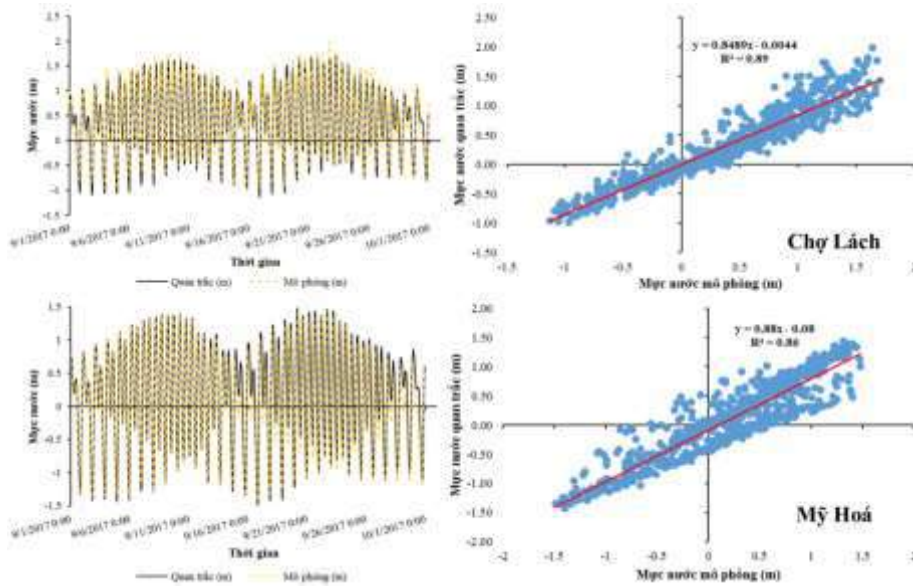 2.5
2
1.5
1
0.5
0
-0.5
-1
-1.5
Mực nước (m)
9/1/2017 0:00
9/6/2017 0:00
9/11/2017 0:00
9/16/2017 0:00
9/21/2017 0:00
9/26/2017 0:00
10/1/2017 0:00
Thời gian
Quan trắc (m) Mô phỏng (m)
y = 0.8489x - 0.0044
R² = 0.89
2.50
2.00
1.50
1.00
0.50
0.00
-0.50
-1.00
-1.50
Mực nước quan trắc (m)
Chợ Lách
-1.5 -1 -0.5 0 0.5 1 1.5 2
Mực nước mô phỏng (m)
1.5
1
0.5
0
-0.5
-1
-1.5
Mực nước (m)
9/1/2017 0:00
9/6/2017 0:00
9/11/2017 0:00
9/16/2017 0:00
9/21/2017 0:00
9/26/2017 0:00
10/1/2017 0:00
Thời gian
Quan trắc (m) Mô phỏng (m)
y = 0.88x - 0.08
R² = 0.86
2.00
1.50
1.00
0.50
0.00
-0.50
-1.00
-1.50
-2.00
Mực nước quan trắc (m)
Mỹ Hoá
-2 -1.5 -1 -0.5 0 0.5 1 1.5 2
Mực nước mô phỏng (m)